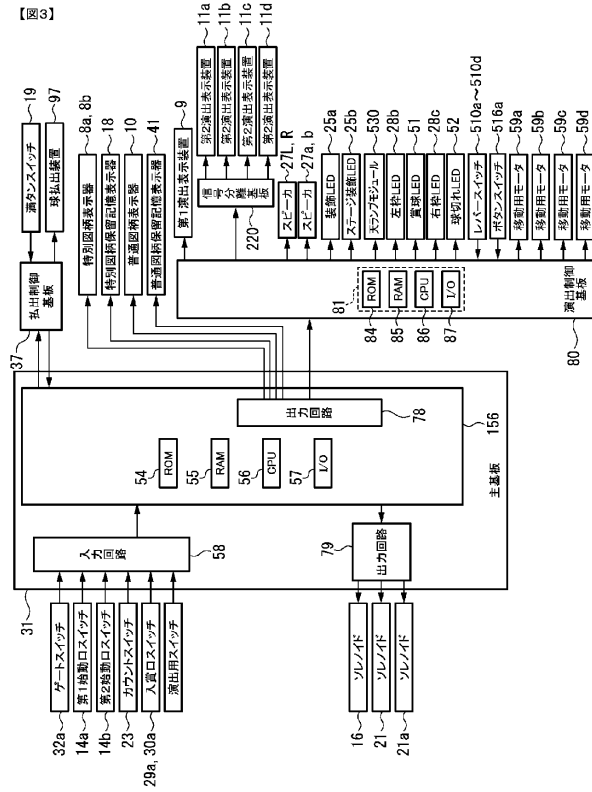 【図3】
満タンスイッチ
19
球払出装置
97
払出制御
基板
37
特別図柄表示器
8a, 8b
特別図柄保留記憶表示器
18
普通図柄表示器
10
普通図柄保留記憶表示器
41
第1演出表示装置
9
第2演出表示装置
11a
第2演出表示装置
11b
第2演出表示装置
11c
第2演出表示装置
11d
信号分離
基板
220
スピーカ
27L, R
スピーカ
27a, b
装飾LED
25a
ステージ装飾LED
25b
天ランプモジュール
530
左枠LED
28b
賞球LED
51
右枠LED
28c
球切れLED
52
レバースイッチ
510a〜510d
ボタンスイッチ
516a
移動用モータ
59a
移動用モータ
59b
移動用モータ
59c
移動用モータ
59d
81
ROM
84
RAM
85
CPU
86
I/O
87
演出制御
基板
80
出力回路
78
ROM
54
RAM
55
CPU
56
I/O
57
156
主基板
入力回路
58
出力回路
79
31
ゲートスイッチ
32a
第1始動口スイッチ
14a
第2始動口スイッチ
14b
カウントスイッチ
23
入賞口スイッチ
29a, 30a
演出用スイッチ
ソレノイド
16
ソレノイド
21
ソレノイド
21a